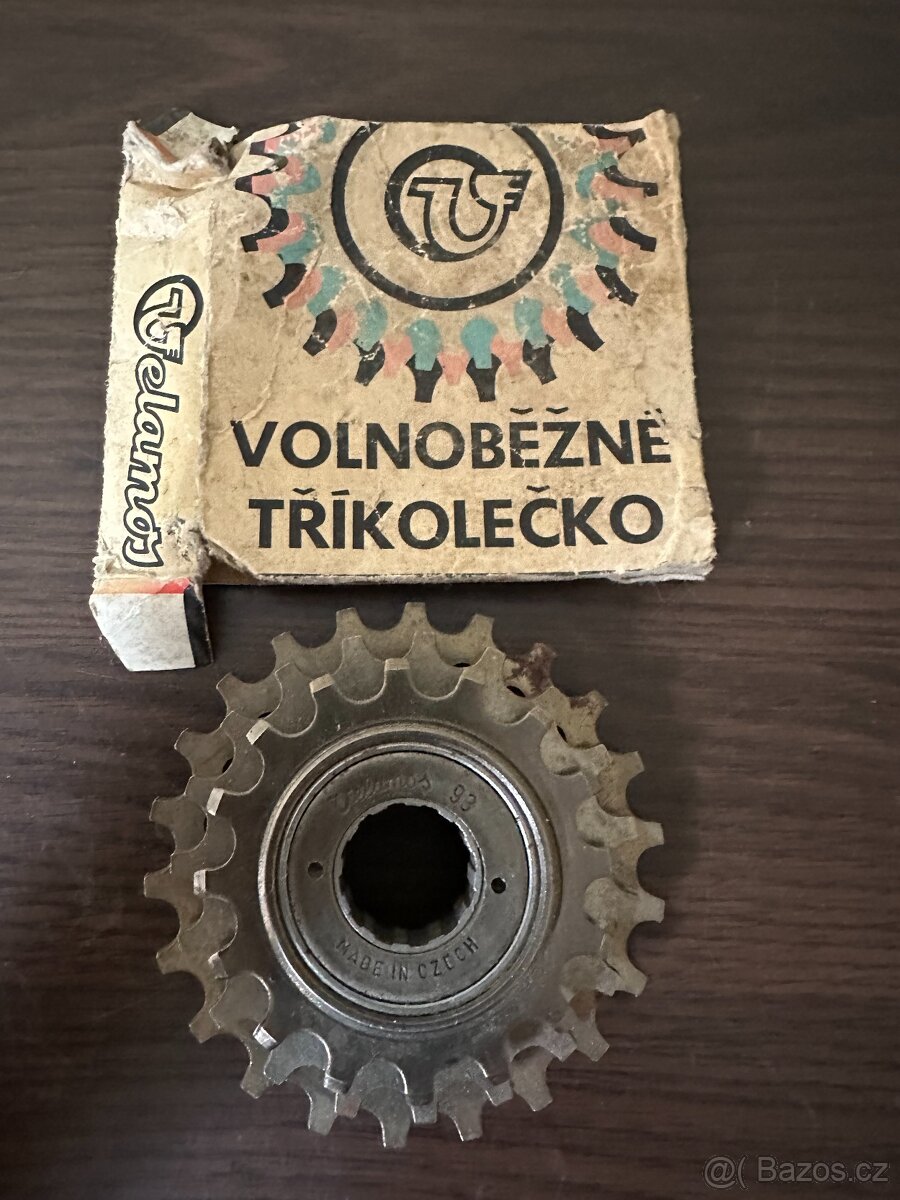 Velamos
VOLNOBĚŽNÉ
TŘÍKOLEČKO
Velamos 93
MADE IN CZECH
@( Bazos.cz